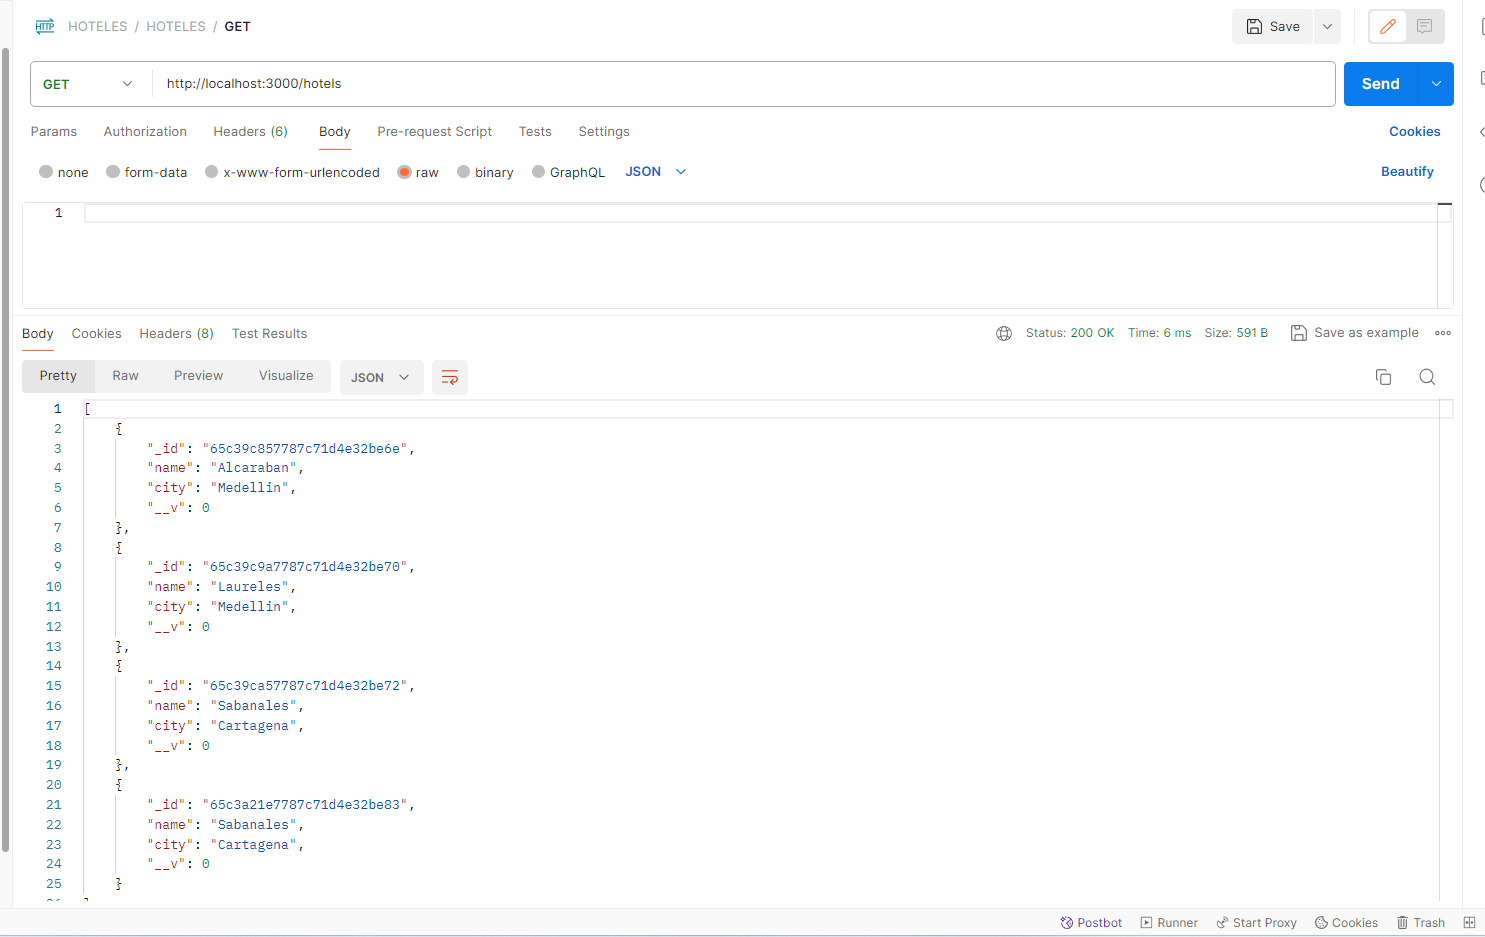 HTTP HOTELES / HOTELES / GET
Save
GET http://localhost:3000/hotels Send
Params Authorization Headers (6) Body Pre-request Script Tests Settings Cookies
none form-data x-www-form-urlencoded raw binary GraphQL JSON Beautify
1
Body Cookies Headers (8) Test Results Status: 200 OK Time: 6 ms Size: 591 B Save as example
Pretty Raw Preview Visualize JSON
1 [
2 {
3 "_id": "65c39c857787c71d4e32be6e",
4 "name": "Alcaraban",
5 "city": "Medellin",
6 "__v": 0
7 },
8 {
9 "_id": "65c39c9a7787c71d4e32be70",
10 "name": "Laureles",
11 "city": "Medellin",
12 "__v": 0
13 },
14 {
15 "_id": "65c39ca57787c71d4e32be72",
16 "name": "Sabanales",
17 "city": "Cartagena",
18 "__v": 0
19 },
20 {
21 "_id": "65c3a21e7787c71d4e32be83",
22 "name": "Sabanales",
23 "city": "Cartagena",
24 "__v": 0
25 }
Postbot Runner Start Proxy Cookies Trash